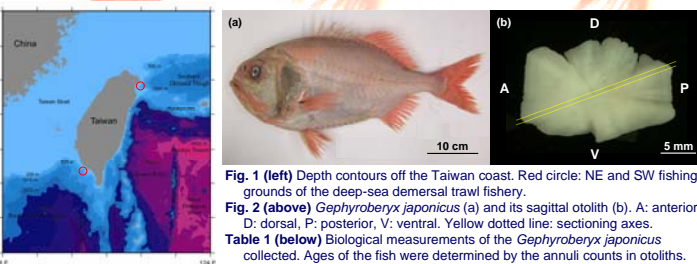 China
Taiwan Strait
Taiwan
(a)
10 cm
(b)
D
A
P
V
5 mm
Fig. 1 (left) Depth contours off the Taiwan coast. Red circle: NE and SW fishing
grounds of the deep-sea demersal trawl fishery.
Fig. 2 (above) Gephyroberyx japonicus (a) and its sagittal otolith (b). A: anterior
D: dorsal, P: posterior, V: ventral. Yellow dotted line: sectioning axes.
Table 1 (below) Biological measurements of the Gephyroberyx japonicus
collected. Ages of the fish were determined by the annuli counts in otoliths.